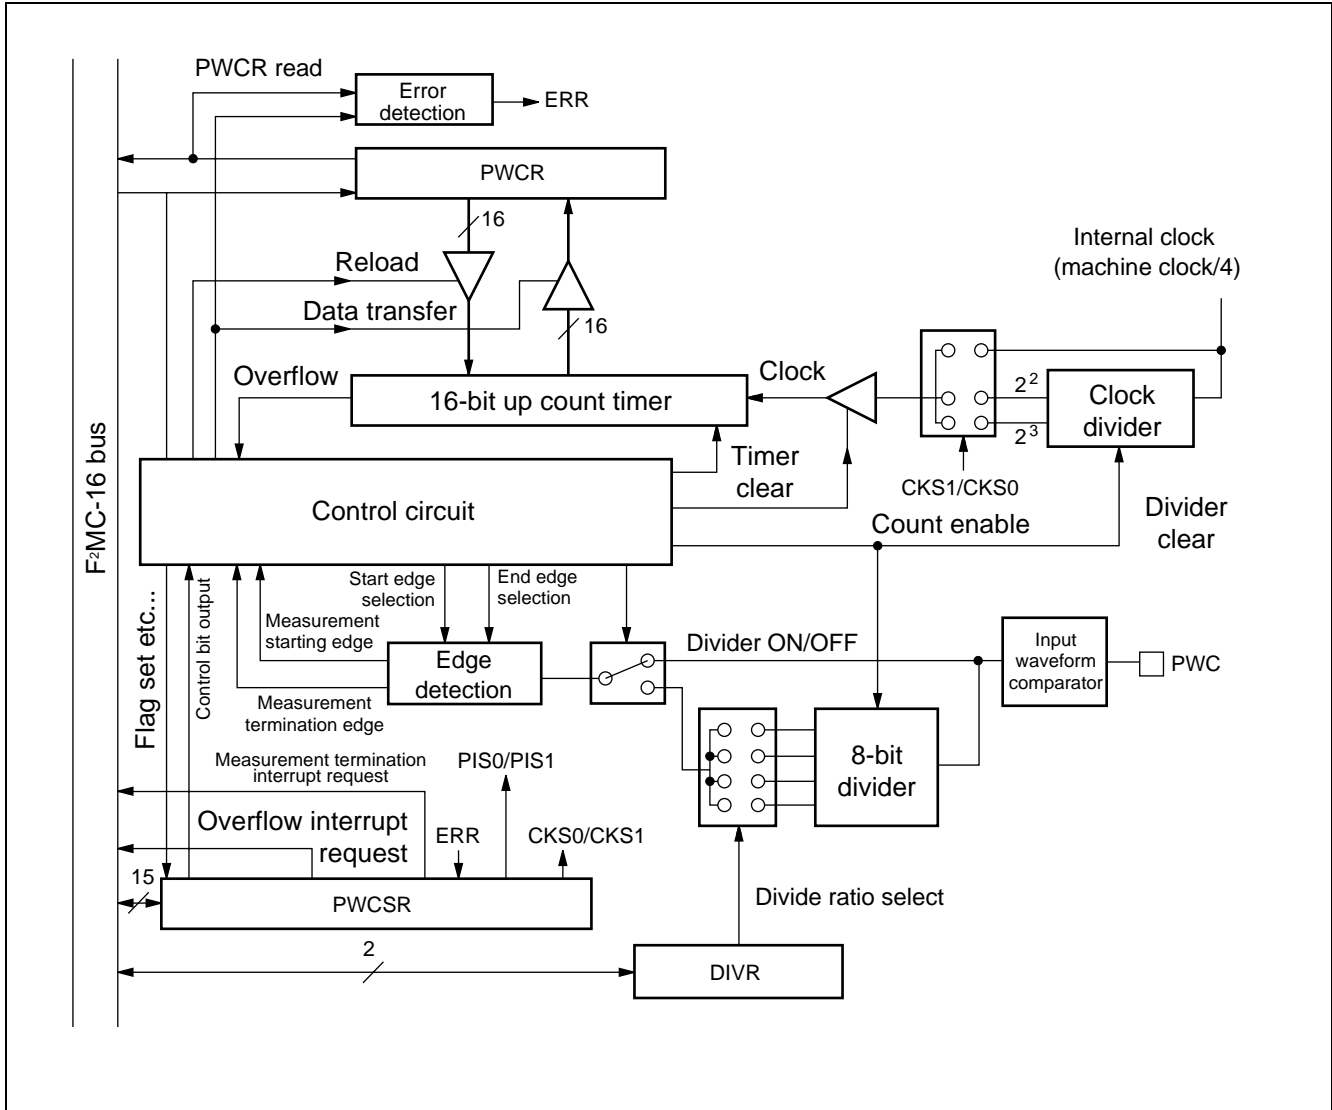 PWCR read
Error
detection
ERR
PWCR
16
Internal clock
(machine clock/4)
Reload
Data transfer
16
Overflow
16-bit up count timer
Clock
2²
2³
Clock
divider
CKS1/CKS0
Timer
clear
Control circuit
Count enable
Divider
clear
F²MC-16 bus
Flag set etc...
Control bit output
Start edge
selection
End edge
selection
Measurement
starting edge
Edge
detection
Measurement
termination edge
Divider ON/OFF
Input
waveform
comparator
PWC
8-bit
divider
Measurement termination
interrupt request
PIS0/PIS1
Overflow interrupt
request
ERR
CKS0/CKS1
15
PWCSR
Divide ratio select
2
DIVR